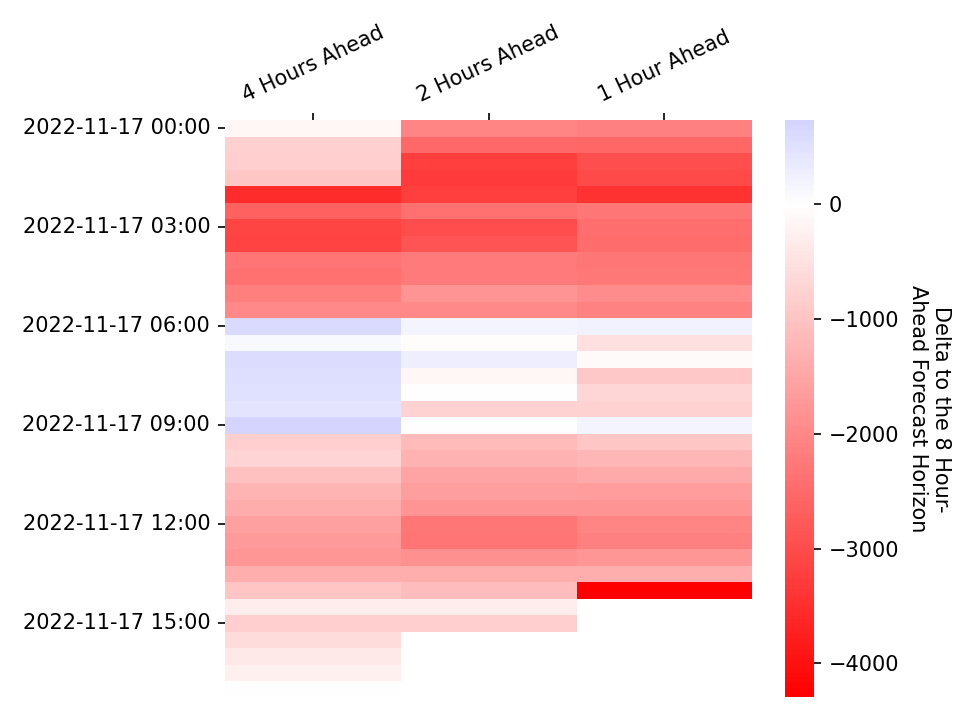 4 Hours Ahead
2 Hours Ahead
1 Hour Ahead
2022-11-17 00:00
2022-11-17 03:00
2022-11-17 06:00
2022-11-17 09:00
2022-11-17 12:00
2022-11-17 15:00
0
−1000
−2000
−3000
−4000
Delta to the 8 Hour-
Ahead Forecast Horizon